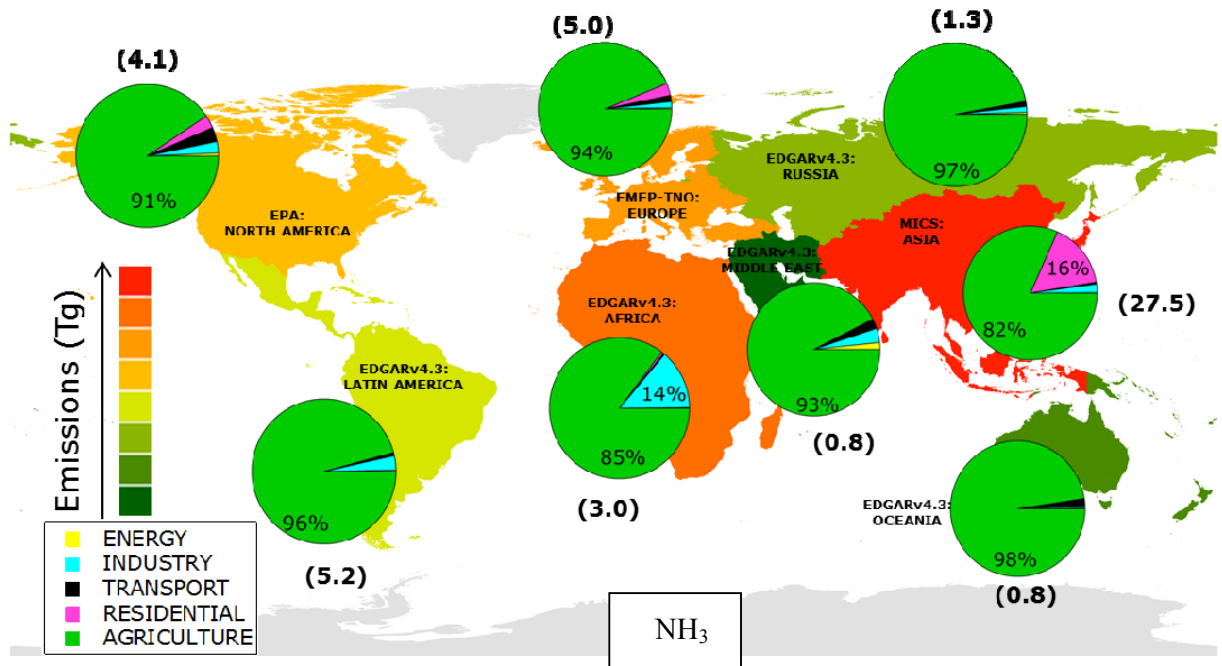 (4.1)
(5.0)
(1.3)
91%
94%
97%
EPA:
NORTH AMERICA
EMEP-TNO:
EUROPE
EDGARv4.3:
RUSSIA
MICS:
ASIA
EDGARv4.3:
MIDDLE EAST
16%
82%
(27.5)
EDGARv4.3:
AFRICA
14%
85%
(3.0)
93%
(0.8)
EDGARv4.3:
LATIN AMERICA
96%
(5.2)
EDGARv4.3:
OCEANIA
98%
(0.8)
Emissions (Tg)
ENERGY
INDUSTRY
TRANSPORT
RESIDENTIAL
AGRICULTURE
NH₃